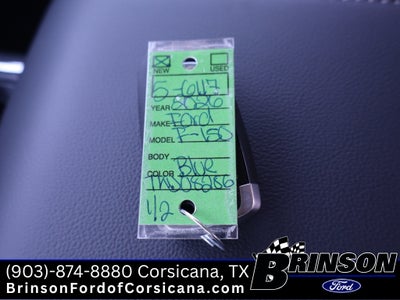 NEW USED
5-6117
YEAR 2026
MAKE Ford
MODEL F-150
BODY
COLOR Blue
1/2
(903)-874-8880 Corsicana, TX
BrinsonFordofCorsicana.com
BRINSON
Ford